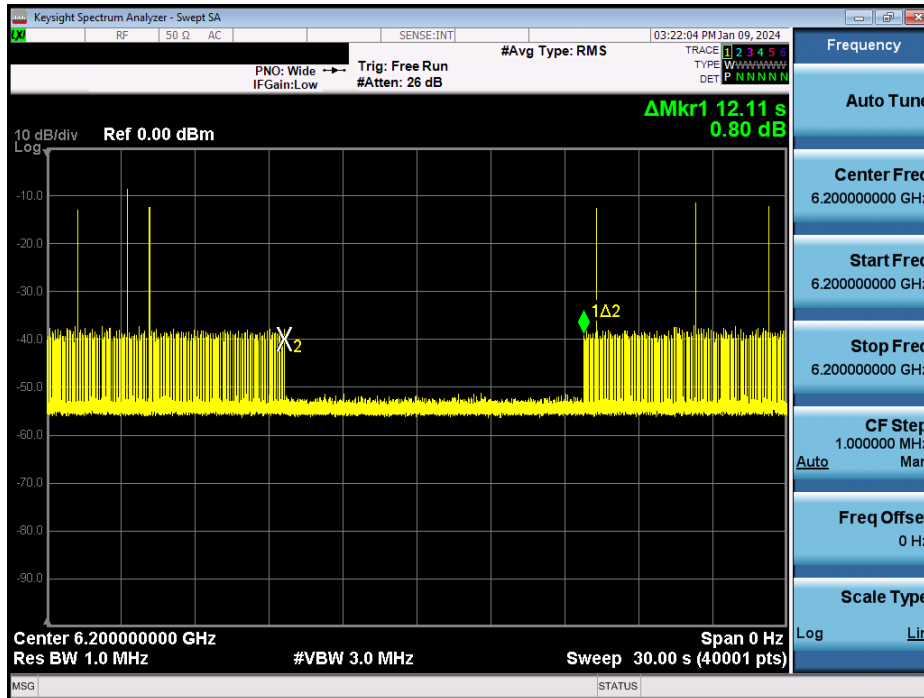 Keysight Spectrum Analyzer - Swept SA
LXI RF 50 Ω AC SENSE:INT 03:22:04 PM Jan 09, 2024
#Avg Type: RMS
TRACE 1 2 3 4 5 6
TYPE W W W W W W
DET P N N N N N
PNO: Wide
IFGain:Low
Trig: Free Run
#Atten: 26 dB
ΔMkr1 12.11 s
0.80 dB
10 dB/div
Log
Ref 0.00 dBm
-10.0
-20.0
-30.0
-40.0
-50.0
-60.0
-70.0
-80.0
-90.0
1Δ2
2
Center 6.200000000 GHz
Span 0 Hz
Res BW 1.0 MHz
#VBW 3.0 MHz
Sweep 30.00 s (40001 pts)
MSG
STATUS
Frequency
Auto Tune
Center Freq
6.200000000 GHz
Start Freq
6.200000000 GHz
Stop Freq
6.200000000 GHz
CF Step
1.000000 MHz
Auto Man
Freq Offset
0 Hz
Scale Type
Log Lin